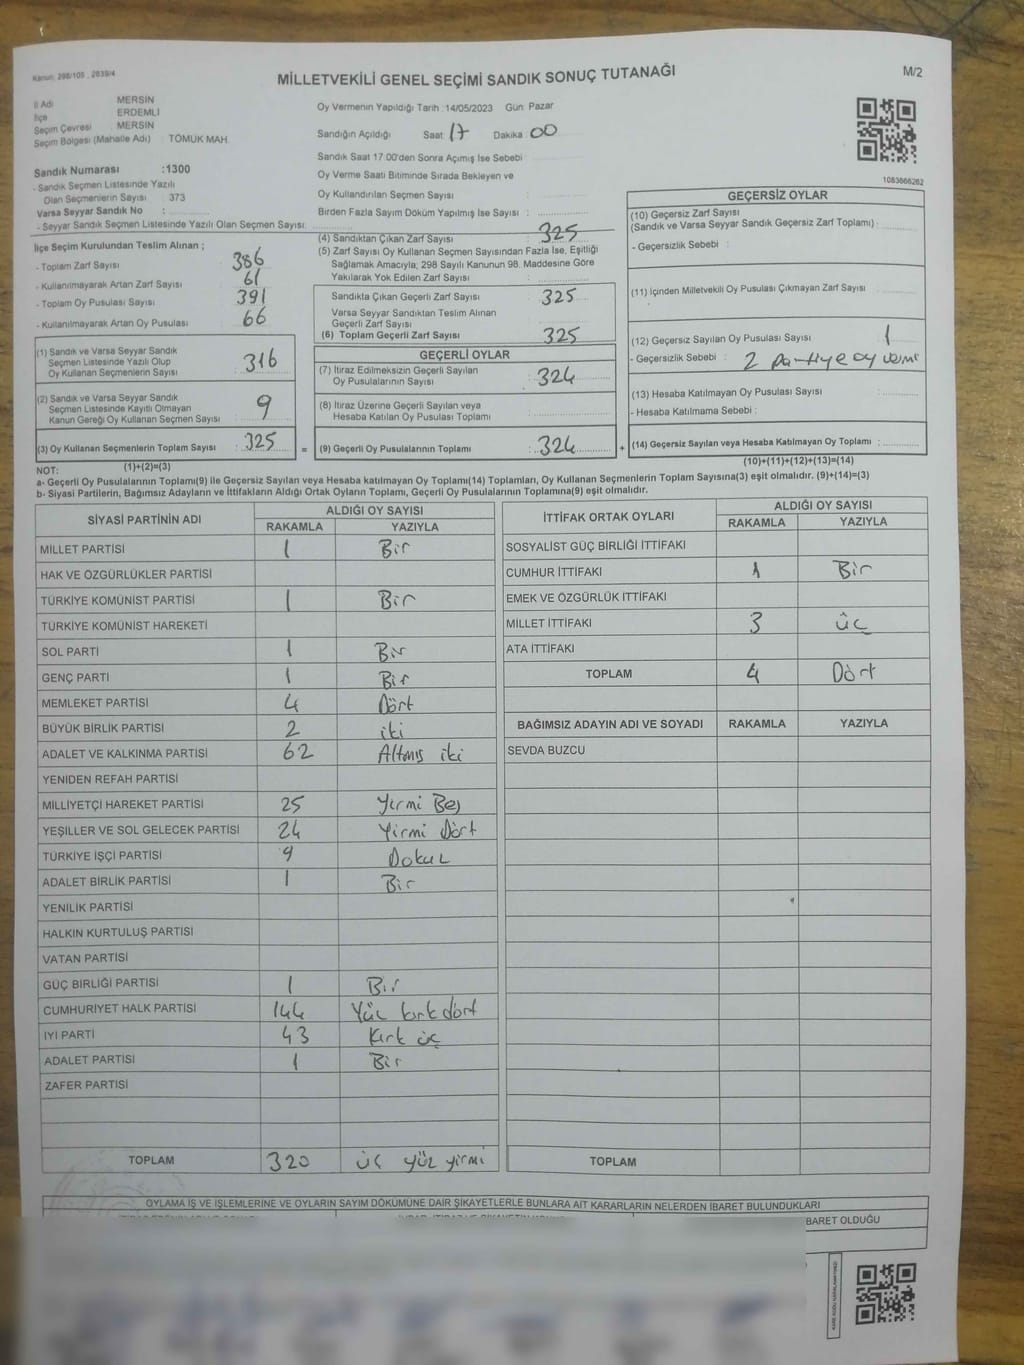 Kanun: 298/105 , 2839/4
MİLLETVEKİLİ GENEL SEÇİMİ SANDIK SONUÇ TUTANAĞI
M/2
İl Adı : MERSİN
İlçe : ERDEMLİ
Seçim Çevresi : MERSİN
Seçim Bölgesi (Mahalle Adı) : TÖMÜK MAH.
Oy Vermenin Yapıldığı Tarih :14/05/2023 Gün: Pazar
Sandığın Açıldığı Saat: 17 Dakika : 00
Sandık Saat 17.00'den Sonra Açılmış İse Sebebi :
Oy Verme Saati Bitiminde Sırada Bekleyen ve
Oy Kullandırılan Seçmen Sayısı :
Birden Fazla Sayım Döküm Yapılmış İse Sayısı :
Sandık Numarası :1300
- Sandık Seçmen Listesinde Yazılı
Olan Seçmenlerin Sayısı : 373
Varsa Seyyar Sandık No :
- Seyyar Sandık Seçmen Listesinde Yazılı Olan Seçmen Sayısı:
İlçe Seçim Kurulundan Teslim Alınan ;
- Toplam Zarf Sayısı : 386
- Kullanılmayarak Artan Zarf Sayısı : 61
- Toplam Oy Pusulası Sayısı : 391
- Kullanılmayarak Artan Oy Pusulası : 66
(1) Sandık ve Varsa Seyyar Sandık
Seçmen Listesinde Yazılı Olup
Oy Kullanan Seçmenlerin Sayısı : 316
(2) Sandık ve Varsa Seyyar Sandık
Seçmen Listesinde Kayıtlı Olmayan
Kanun Gereği Oy Kullanan Seçmen Sayısı : 9
(3) Oy Kullanan Seçmenlerin Toplam Sayısı : 325
(1)+(2)=(3)
(4) Sandıktan Çıkan Zarf Sayısı : 325
(5) Zarf Sayısı Oy Kullanan Seçmen Sayısından Fazla İse, Eşitliği
Sağlamak Amacıyla; 298 Sayılı Kanunun 98. Maddesine Göre
Yakılarak Yok Edilen Zarf Sayısı :
Sandıkta Çıkan Geçerli Zarf Sayısı : 325
Varsa Seyyar Sandıktan Teslim Alınan
Geçerli Zarf Sayısı :
(6) Toplam Geçerli Zarf Sayısı : 325
GEÇERLİ OYLAR
(7) İtiraz Edilmeksizin Geçerli Sayılan
Oy Pusulalarının Sayısı : 324
(8) İtiraz Üzerine Geçerli Sayılan veya
Hesaba Katılan Oy Pusulası Toplamı :
= (9) Geçerli Oy Pusulalarının Toplamı : 324 +
1083666262
GEÇERSİZ OYLAR
(10) Geçersiz Zarf Sayısı
(Sandık ve Varsa Seyyar Sandık Geçersiz Zarf Toplamı) :
- Geçersizlik Sebebi :
(11) İçinden Milletvekili Oy Pusulası Çıkmayan Zarf Sayısı :
(12) Geçersiz Sayılan Oy Pusulası Sayısı : 1
- Geçersizlik Sebebi : 2 Partiye oy
(13) Hesaba Katılmayan Oy Pusulası Sayısı :
- Hesaba Katılmama Sebebi :
(14) Geçersiz Sayılan veya Hesaba Katılmayan Oy Toplamı :
(10)+(11)+(12)+(13)=(14)
NOT:
a- Geçerli Oy Pusulalarının Toplamı(9) ile Geçersiz Sayılan veya Hesaba katılmayan Oy Toplamı(14) Toplamları, Oy Kullanan Seçmenlerin Toplam Sayısına(3) eşit olmalıdır. (9)+(14)=(3)
b- Siyasi Partilerin, Bağımsız Adayların ve İttifakların Aldığı Ortak Oyların Toplamı, Geçerli Oy Pusulalarının Toplamına(9) eşit olmalıdır.
SİYASİ PARTİNİN ADI ALDIĞI OY SAYISI
RAKAMLA YAZIYLA
MİLLET PARTİSİ 1 Bir
HAK VE ÖZGÜRLÜKLER PARTİSİ
TÜRKİYE KOMÜNİST PARTİSİ 1 Bir
TÜRKİYE KOMÜNİST HAREKETİ
SOL PARTİ 1 Bir
GENÇ PARTİ 1 Bir
MEMLEKET PARTİSİ 4 Dört
BÜYÜK BİRLİK PARTİSİ 2 iki
ADALET VE KALKINMA PARTİSİ 62 Altmış iki
YENİDEN REFAH PARTİSİ
MİLLİYETÇİ HAREKET PARTİSİ 25 Yirmi Beş
YEŞİLLER VE SOL GELECEK PARTİSİ 24 Yirmi Dört
TÜRKİYE İŞÇİ PARTİSİ 9 Dokuz
ADALET BİRLİK PARTİSİ 1 Bir
YENİLİK PARTİSİ
HALKIN KURTULUŞ PARTİSİ
VATAN PARTİSİ
GÜÇ BİRLİĞİ PARTİSİ 1 Bir
CUMHURİYET HALK PARTİSİ 144 Yüz kırk dört
İYİ PARTİ 43 Kırk üç
ADALET PARTİSİ 1 Bir
ZAFER PARTİSİ
TOPLAM 320 üç yüz yirmi
İTTİFAK ORTAK OYLARI ALDIĞI OY SAYISI
RAKAMLA YAZIYLA
SOSYALİST GÜÇ BİRLİĞİ İTTİFAKI
CUMHUR İTTİFAKI 1 Bir
EMEK VE ÖZGÜRLÜK İTTİFAKI
MİLLET İTTİFAKI 3 üç
ATA İTTİFAKI
TOPLAM 4 Dört
BAĞIMSIZ ADAYIN ADI VE SOYADI RAKAMLA YAZIYLA
SEVDA BUZCU
TOPLAM
OYLAMA İŞ VE İŞLEMLERİNE VE OYLARIN SAYIM DÖKÜMÜNE DAİR ŞİKAYETLERLE BUNLARA AİT KARARLARIN NELERDEN İBARET BULUNDUKLARI
BARET OLDUĞU